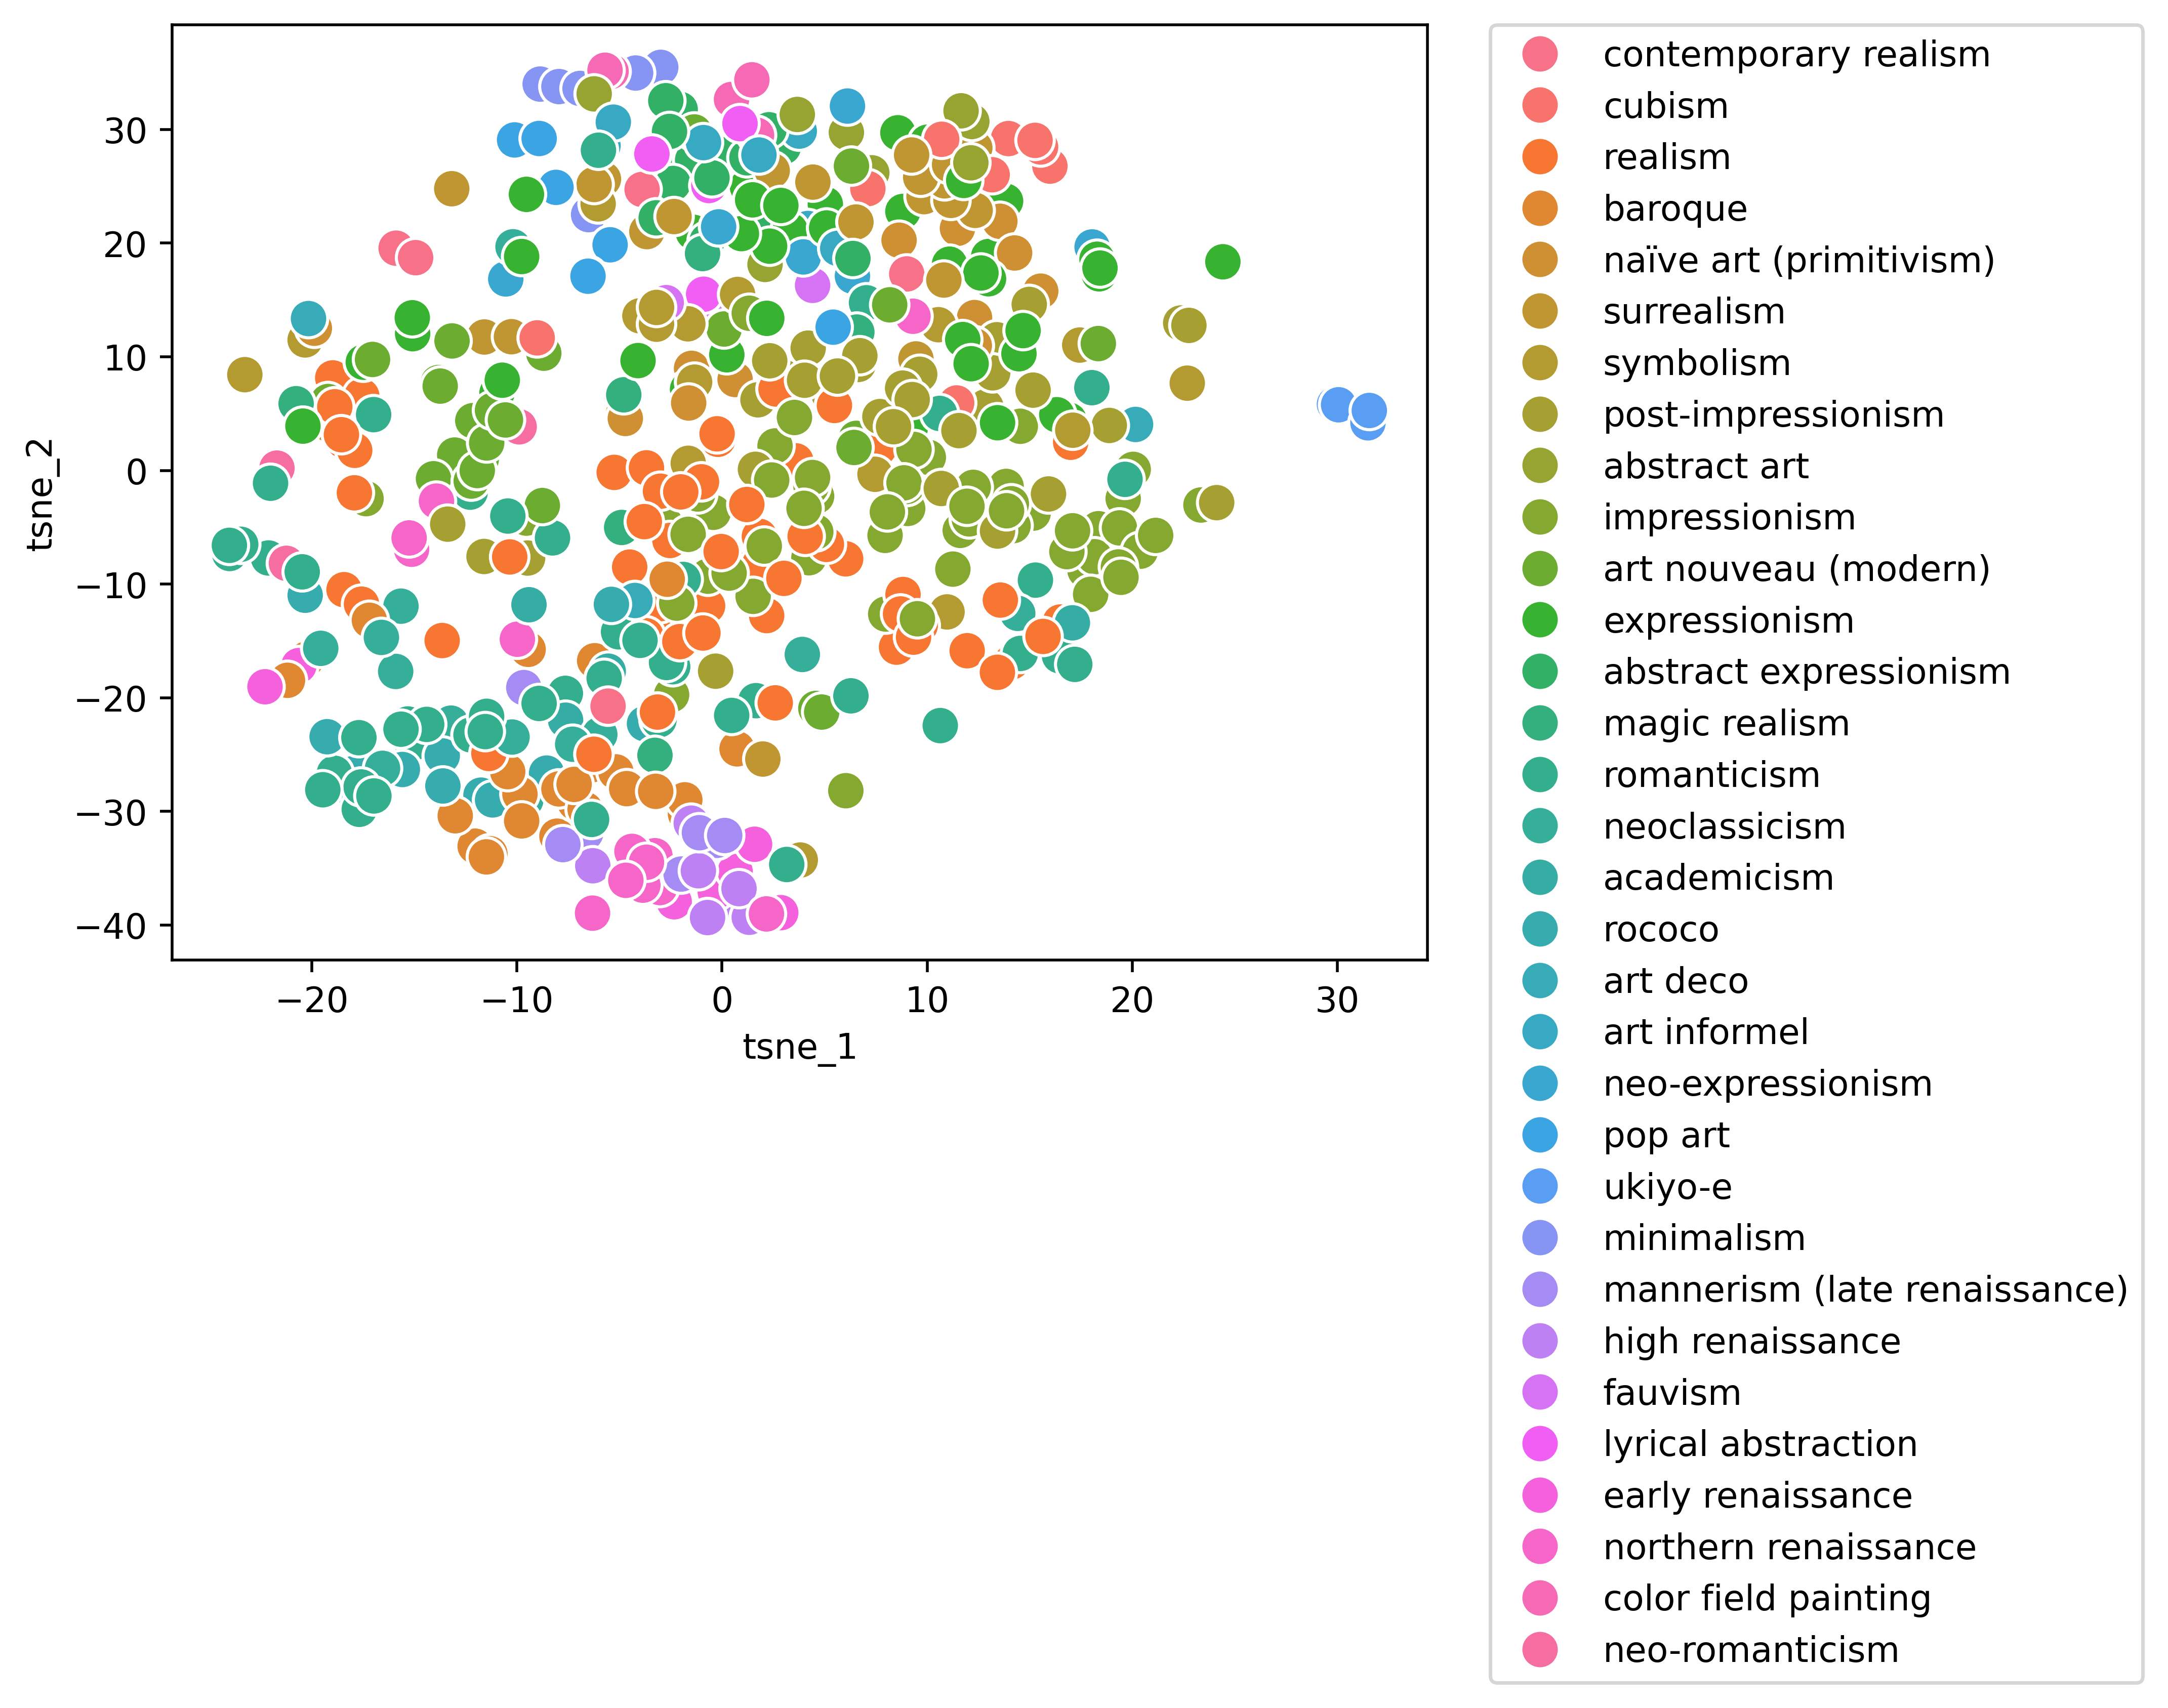 30
20
10
0
−10
−20
−30
−40
tsne_2
−20
−10
0
10
20
30
tsne_1
contemporary realism
cubism
realism
baroque
naïve art (primitivism)
surrealism
symbolism
post-impressionism
abstract art
impressionism
art nouveau (modern)
expressionism
abstract expressionism
magic realism
romanticism
neoclassicism
academicism
rococo
art deco
art informel
neo-expressionism
pop art
ukiyo-e
minimalism
mannerism (late renaissance)
high renaissance
fauvism
lyrical abstraction
early renaissance
northern renaissance
color field painting
neo-romanticism